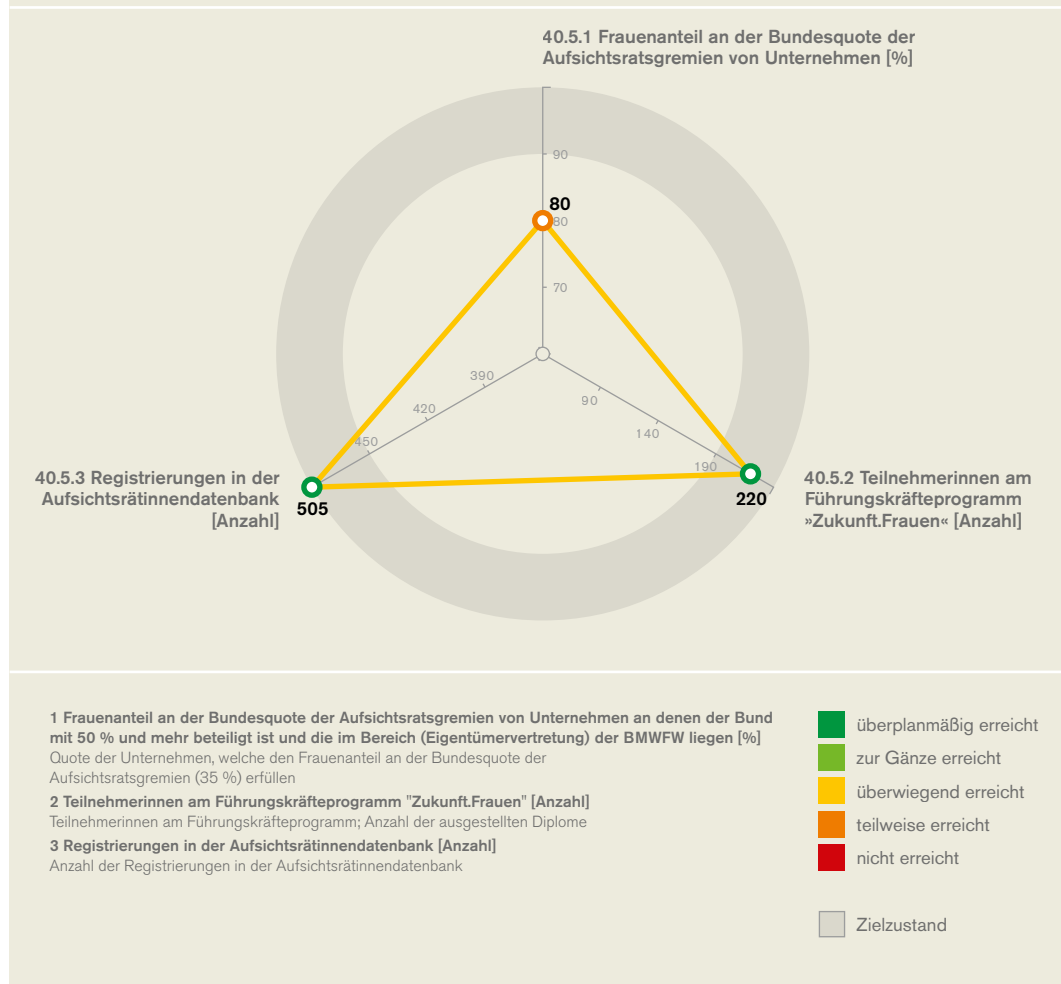 40.5.1 Frauenanteil an der Bundesquote der
Aufsichtsratsgremien von Unternehmen [%]
90
80
80
70
390
420
450
90
140
190
40.5.3 Registrierungen in der
Aufsichtsrätinnendatenbank
[Anzahl]
505
220
40.5.2 Teilnehmerinnen am
Führungskräfteprogramm
»Zukunft.Frauen« [Anzahl]
1 Frauenanteil an der Bundesquote der Aufsichtsratsgremien von Unternehmen an denen der Bund
mit 50 % und mehr beteiligt ist und die im Bereich (Eigentümervertretung) der BMWFW liegen [%]
Quote der Unternehmen, welche den Frauenanteil an der Bundesquote der
Aufsichtsratsgremien (35 %) erfüllen
2 Teilnehmerinnen am Führungskräfteprogramm "Zukunft.Frauen" [Anzahl]
Teilnehmerinnen am Führungskräfteprogramm; Anzahl der ausgestellten Diplome
3 Registrierungen in der Aufsichtsrätinnendatenbank [Anzahl]
Anzahl der Registrierungen in der Aufsichtsrätinnendatenbank
überplanmäßig erreicht
zur Gänze erreicht
überwiegend erreicht
teilweise erreicht
nicht erreicht
Zielzustand